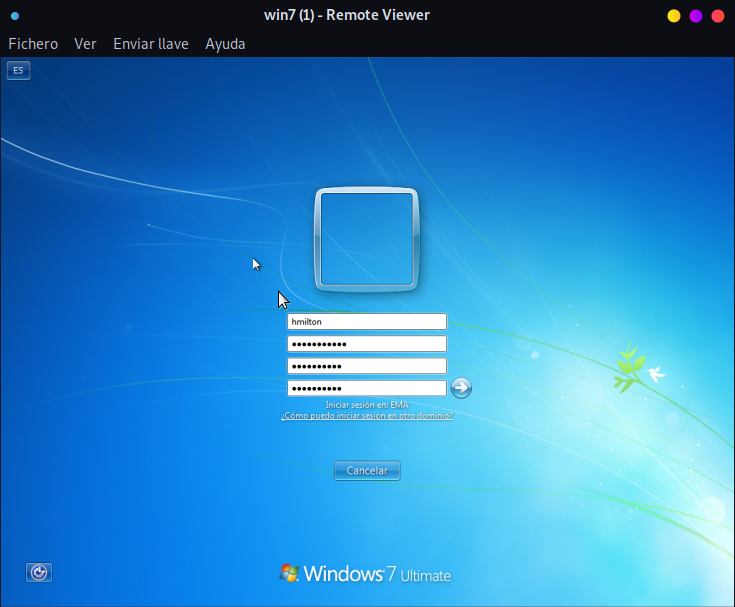 win7 (1) - Remote Viewer
Fichero Ver Enviar llave Ayuda
ES
hmilton
●●●●●●●●●●●
●●●●●●●●●●
●●●●●●●●●●
Iniciar sesión en: EMA
¿Cómo puedo iniciar sesión en otro dominio?
Cancelar
Windows 7 Ultimate